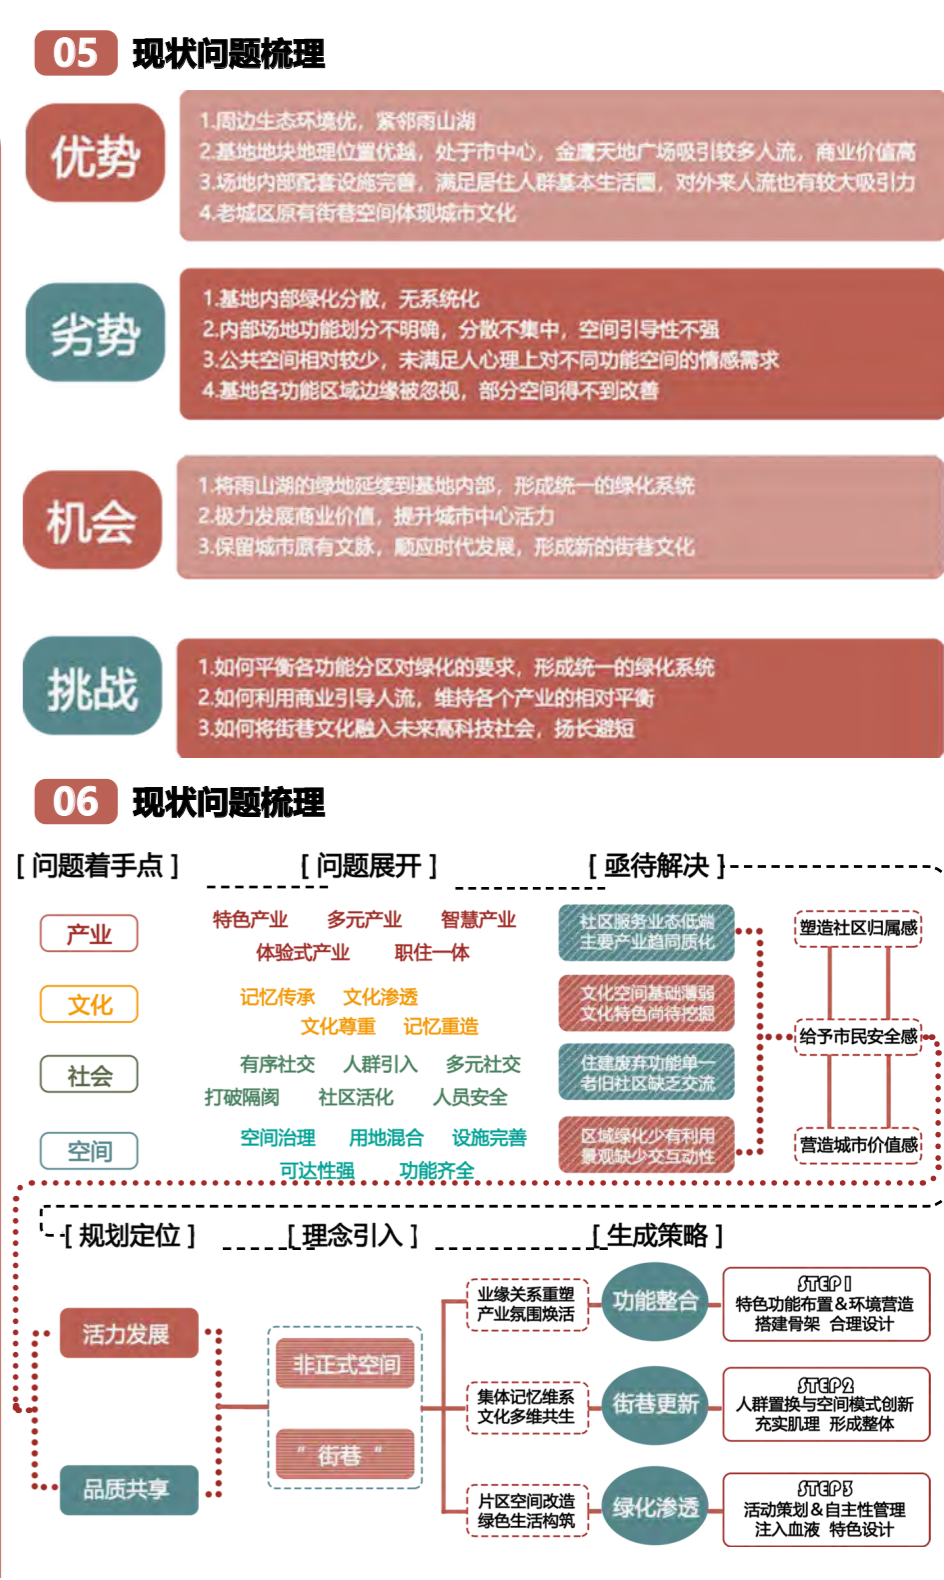 05 现状问题梳理
优势
1.周边生态环境优，紧邻雨山湖
2.基地地块地理位置优越，处于市中心，金鹰天地广场吸引较多人流，商业价值高
3.场地内部配套设施完善，满足居住人群基本生活圈，对外来人流也有较大吸引力
4.老城区原有街巷空间体现城市文化
劣势
1.基地内部绿化分散，无系统化
2.内部场地功能划分不明确，分散不集中，空间引导性不强
3.公共空间相对较少，未满足人心理上对不同功能空间的情感需求
4.基地各功能区域边缘被忽视，部分空间得不到改善
机会
1.将雨山湖的绿地延续到基地内部，形成统一的绿化系统
2.极力发展商业价值，提升城市中心活力
3.保留城市原有文脉，顺应时代发展，形成新的街巷文化
挑战
1.如何平衡各功能分区对绿化的要求，形成统一的绿化系统
2.如何利用商业引导人流，维持各个产业的相对平衡
3.如何将街巷文化融入未来高科技社会，扬长避短
06 现状问题梳理
[ 问题着手点 ] [ 问题展开 ] [ 亟待解决 ]
产业
特色产业 多元产业 智慧产业
体验式产业 职住一体
社区服务业态低端
主要产业趋同质化
塑造社区归属感
文化
记忆传承 文化渗透
文化尊重 记忆重造
文化空间基础薄弱
文化特色尚待挖掘
给予市民安全感
社会
有序社交 人群引入 多元社交
打破隔阂 社区活化 人员安全
住建废弃功能单一
老旧社区缺乏交流
空间
空间治理 用地混合 设施完善
可达性强 功能齐全
区域绿化少有利用
景观缺少交互动性
营造城市价值感
[ 规划定位 ] [ 理念引入 ] [ 生成策略 ]
活力发展
品质共享
非正式空间
“ 街巷 “
业缘关系重塑
产业氛围焕活
功能整合
STEP1
特色功能布置＆环境营造
搭建骨架 合理设计
集体记忆维系
文化多维共生
街巷更新
STEP2
人群置换与空间模式创新
充实肌理 形成整体
片区空间改造
绿色生活构筑
绿化渗透
STEP3
活动策划＆自主性管理
注入血液 特色设计